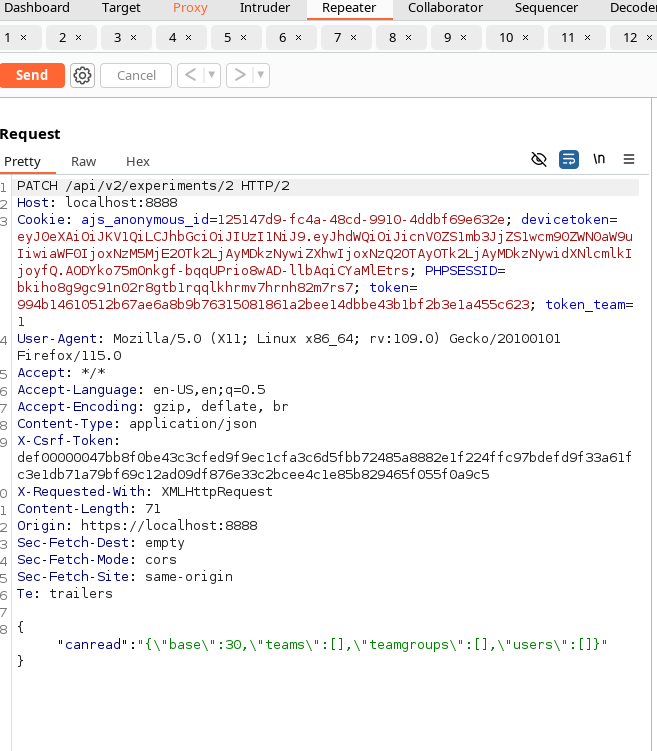 Dashboard Target Proxy Intruder Repeater Collaborator Sequencer Decoder
1 × 2 × 3 × 4 × 5 × 6 × 7 × 8 × 9 × 10 × 11 × 12 ×
Send Cancel < ▾ > ▾
Request
Pretty Raw Hex \n
1 PATCH /api/v2/experiments/2 HTTP/2
2 Host: localhost:8888
3 Cookie: ajs_anonymous_id=125147d9-fc4a-48cd-9910-4ddbf69e632e; devicetoken=
eyJ0eXAiOiJKV1QiLCJhbGciOiJIUzI1NiJ9.eyJhdWQiOiJicnV0ZS1mb3JjZS1wcm90ZWN0aW9u
IiwiaWF0IjoxNzM5MjE2OTk2LjAyMDkzNywiZXhwIjoxNzQ2OTAyOTk2LjAyMDkzNywidXNlcmlkI
joyfQ.AODYko75mOnkgf-bqqUPrio8wAD-llbAqiCYaMlEtrs; PHPSESSID=
bkiho8g9gc91n02r8gtb1rqqlkhrmv7hrnh82m7rs7; token=
994b14610512b67ae6a8b9b76315081861a2bee14dbbe43b1bf2b3e1a455c623; token_team=
1
4 User-Agent: Mozilla/5.0 (X11; Linux x86_64; rv:109.0) Gecko/20100101
Firefox/115.0
5 Accept: */*
6 Accept-Language: en-US,en;q=0.5
7 Accept-Encoding: gzip, deflate, br
8 Content-Type: application/json
9 X-Csrf-Token:
def00000047bb8f0be43c3cfed9f9ec1cfa3c6d5fbb72485a8882e1f224ffc97bdefd9f33a61f
c3e1db71a79bf69c12ad09df876e33c2bcee4c1e85b829465f055f0a9c5
0 X-Requested-With: XMLHttpRequest
1 Content-Length: 71
2 Origin: https://localhost:8888
3 Sec-Fetch-Dest: empty
4 Sec-Fetch-Mode: cors
5 Sec-Fetch-Site: same-origin
6 Te: trailers
7
8 {
"canread":"{\"base\":30,\"teams\":[],\"teamgroups\":[],\"users\":[]}"
}